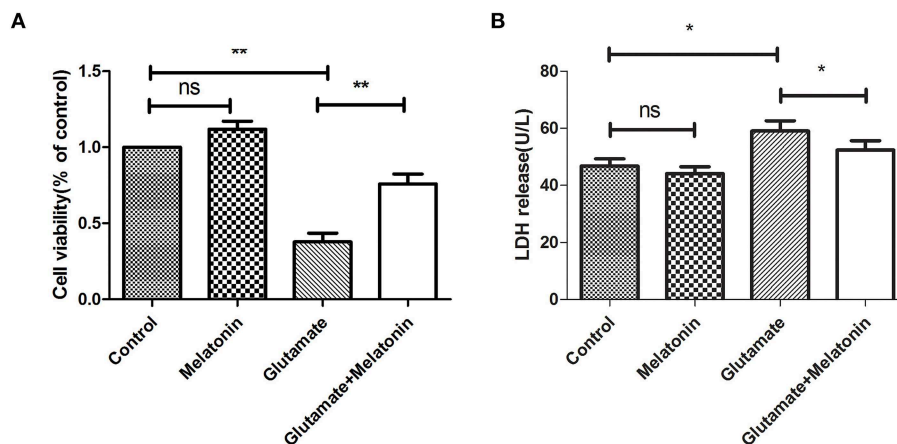 A
**
ns
**
1.5
1.0
0.5
0.0
Cell viability(% of control)
Control
Melatonin
Glutamate
Glutamate+Melatonin
B
*
*
ns
80
60
40
20
0
LDH release(U/L)
Control
Melatonin
Glutamate
Glutamate+Melatonin